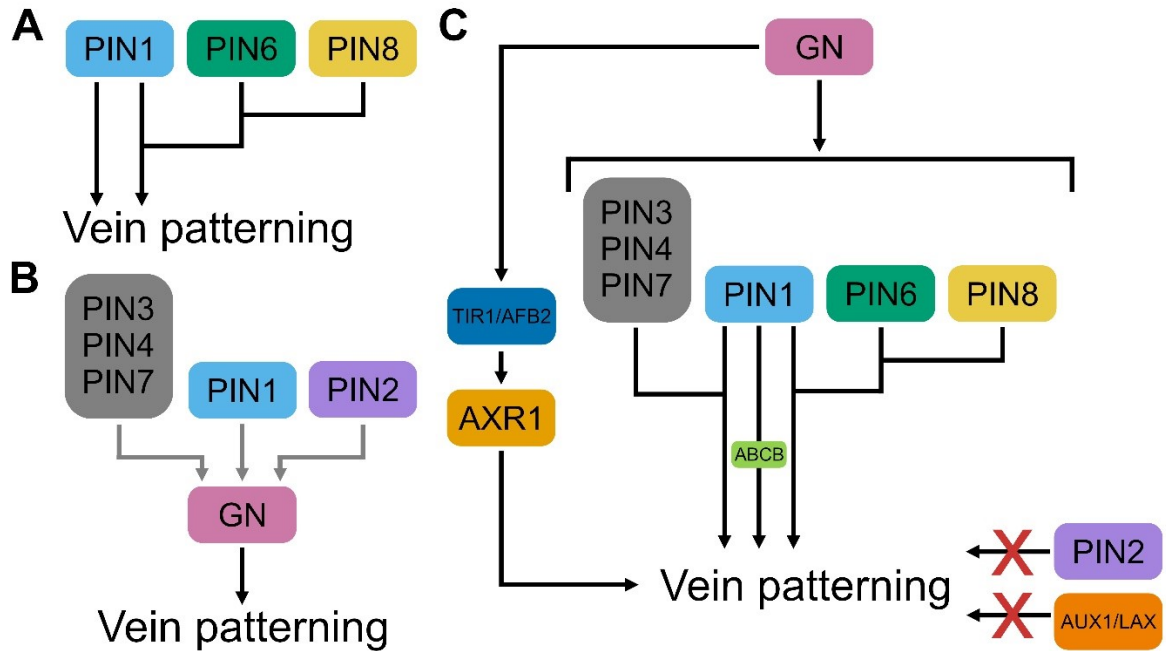 A
PIN1 PIN6 PIN8
Vein patterning
B
PIN3
PIN4
PIN7
PIN1 PIN2
GN
Vein patterning
C
GN
PIN3
PIN4
PIN7
PIN1 PIN6 PIN8
TIR1/AFB2
AXR1
ABCB
Vein patterning
X PIN2
X AUX1/LAX